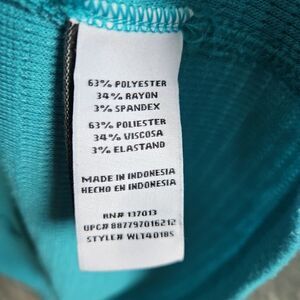 63% POLYESTER
34% RAYON
3% SPANDEX
63% POLIESTER
34% VISCOSA
3% ELASTANO
MADE IN INDONESIA
HECHO EN INDONESIA
RN# 137013
UPC# 887797016212
STYLE# WLT4018S